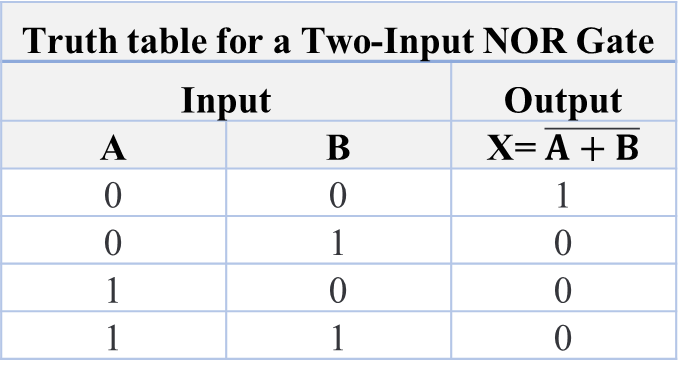 Truth table for a Two-Input NOR Gate
Input Output
A B X= A̅ ̅+̅ ̅B̅
0 0 1
0 1 0
1 0 0
1 1 0